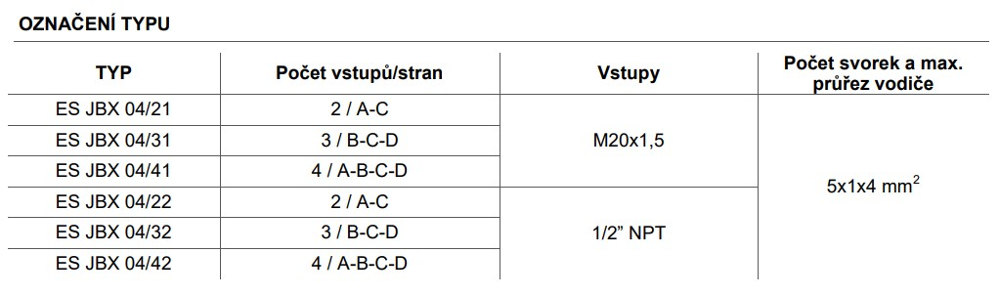 OZNAČENÍ TYPU
TYP Počet vstupů/stran Vstupy Počet svorek a max. průřez vodiče
ES JBX 04/21 2 / A-C
ES JBX 04/31 3 / B-C-D M20x1,5
ES JBX 04/41 4 / A-B-C-D
5x1x4 mm²
ES JBX 04/22 2 / A-C
ES JBX 04/32 3 / B-C-D 1/2” NPT
ES JBX 04/42 4 / A-B-C-D